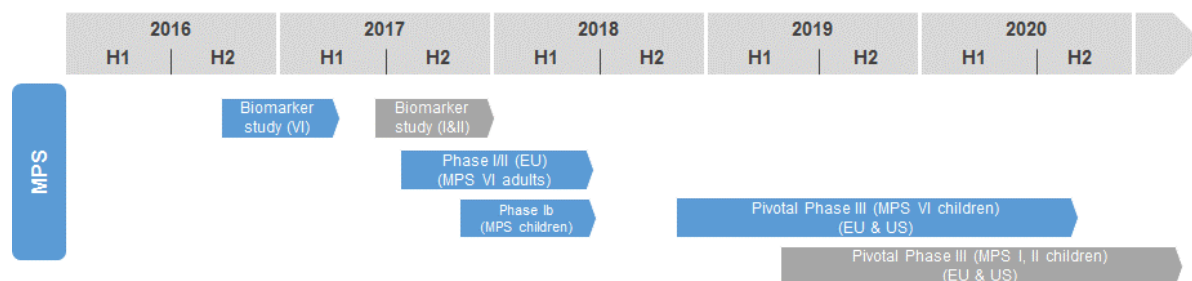 2016 2017 2018 2019 2020
H1 H2 H1 H2 H1 H2 H1 H2 H1 H2
MPS
Biomarker
study (VI)
Biomarker
study (I&II)
Phase I/II (EU)
(MPS VI adults)
Phase Ib
(MPS children)
Pivotal Phase III (MPS VI children)
(EU & US)
Pivotal Phase III (MPS I, II children)
(EU & US)